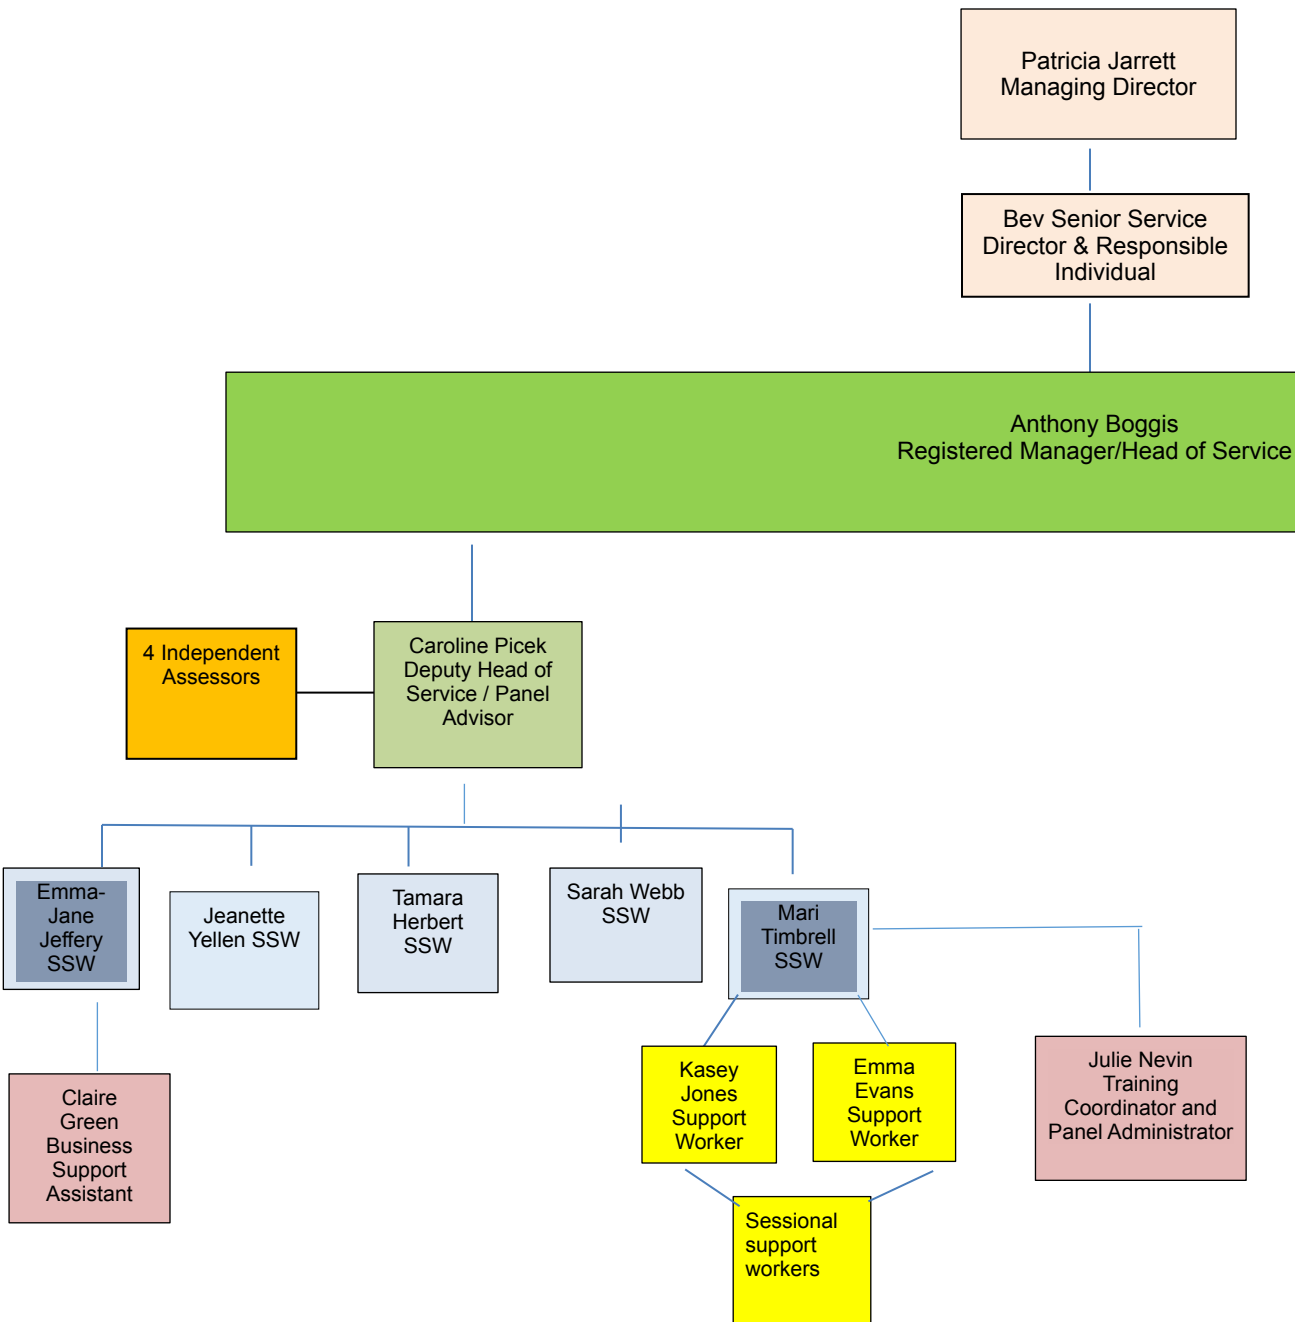 Patricia Jarrett
Managing Director
Bev Senior Service
Director & Responsible
Individual
Anthony Boggis
Registered Manager/Head of Service
4 Independent
Assessors
Caroline Picek
Deputy Head of
Service / Panel
Advisor
Emma-
Jane
Jeffery
SSW
Jeanette
Yellen SSW
Tamara
Herbert
SSW
Sarah Webb
SSW
Mari
Timbrell
SSW
Claire
Green
Business
Support
Assistant
Kasey
Jones
Support
Worker
Emma
Evans
Support
Worker
Julie Nevin
Training
Coordinator and
Panel Administrator
Sessional
support
workers